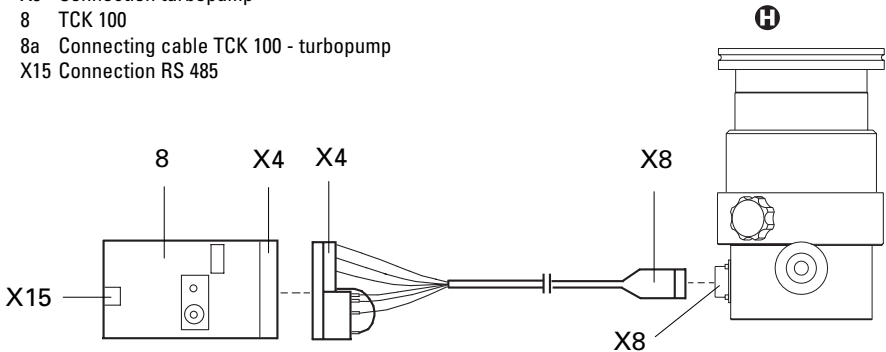 8 TCK 100
8a Connecting cable TCK 100 - turbopump
X15 Connection RS 485
H
8 X4 X4 X8
X15
X8